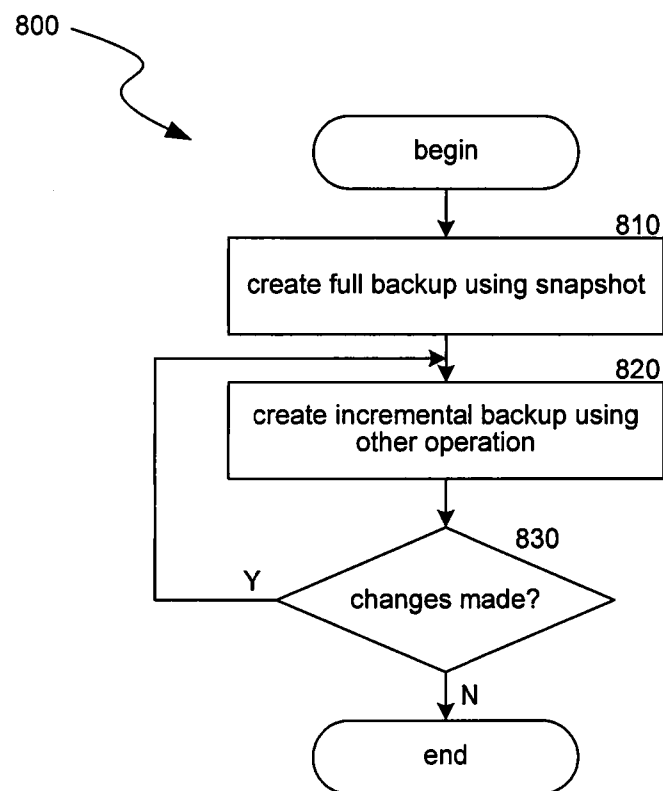 800
begin
810
create full backup using snapshot
820
create incremental backup using
other operation
830
Y
changes made?
N
end